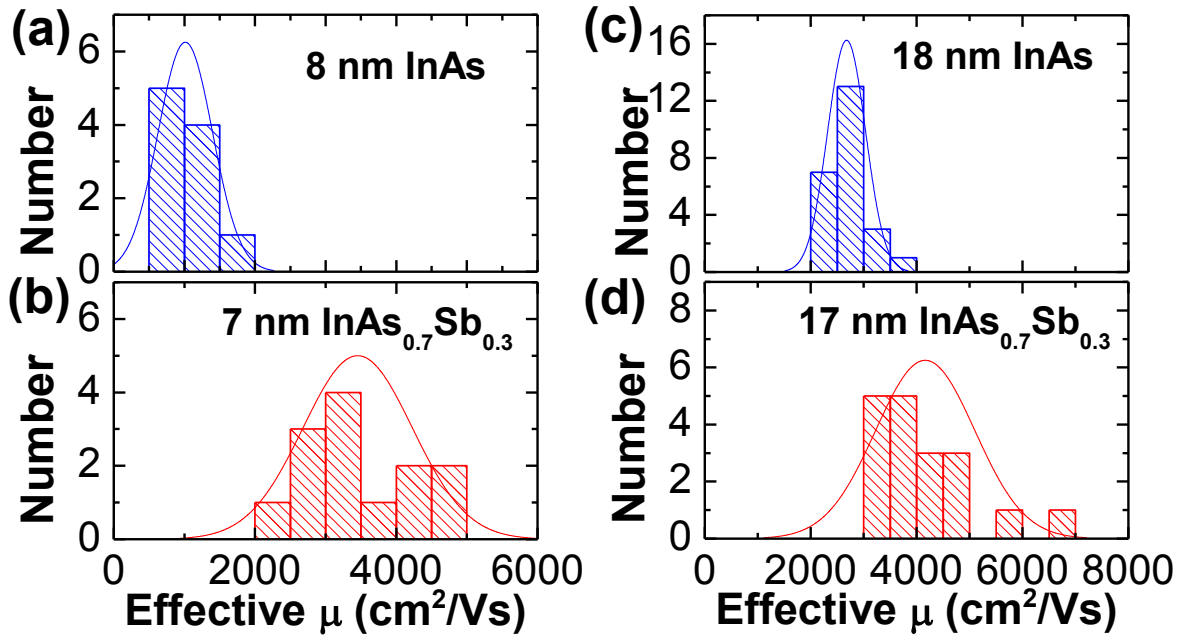 (a)
8 nm InAs
Number
6
4
2
0
(b)
7 nm InAs0.7Sb0.3
Number
6
4
2
0
0 2000 4000 6000
Effective μ (cm²/Vs)
(c)
18 nm InAs
Number
16
12
8
4
0
(d)
17 nm InAs0.7Sb0.3
Number
8
6
4
2
0
0 2000 4000 6000 8000
Effective μ (cm²/Vs)